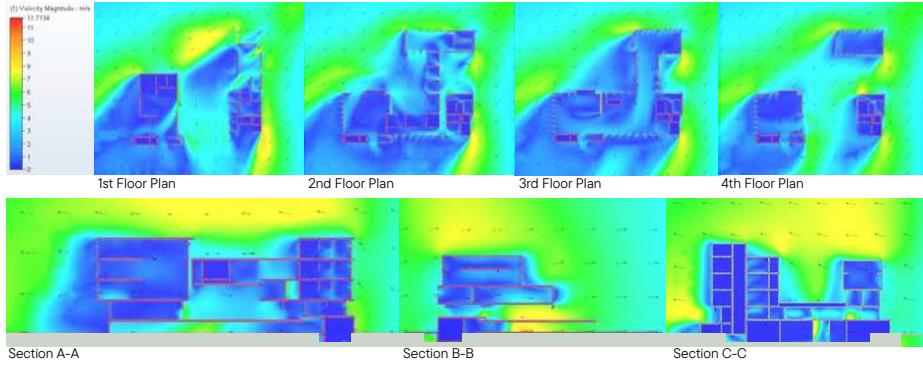 (1) Velocity Magnitude - m/s
11.7134
11
10
9
8
7
6
5
4
3
2
1
0
1st Floor Plan
2nd Floor Plan
3rd Floor Plan
4th Floor Plan
Section A-A
Section B-B
Section C-C